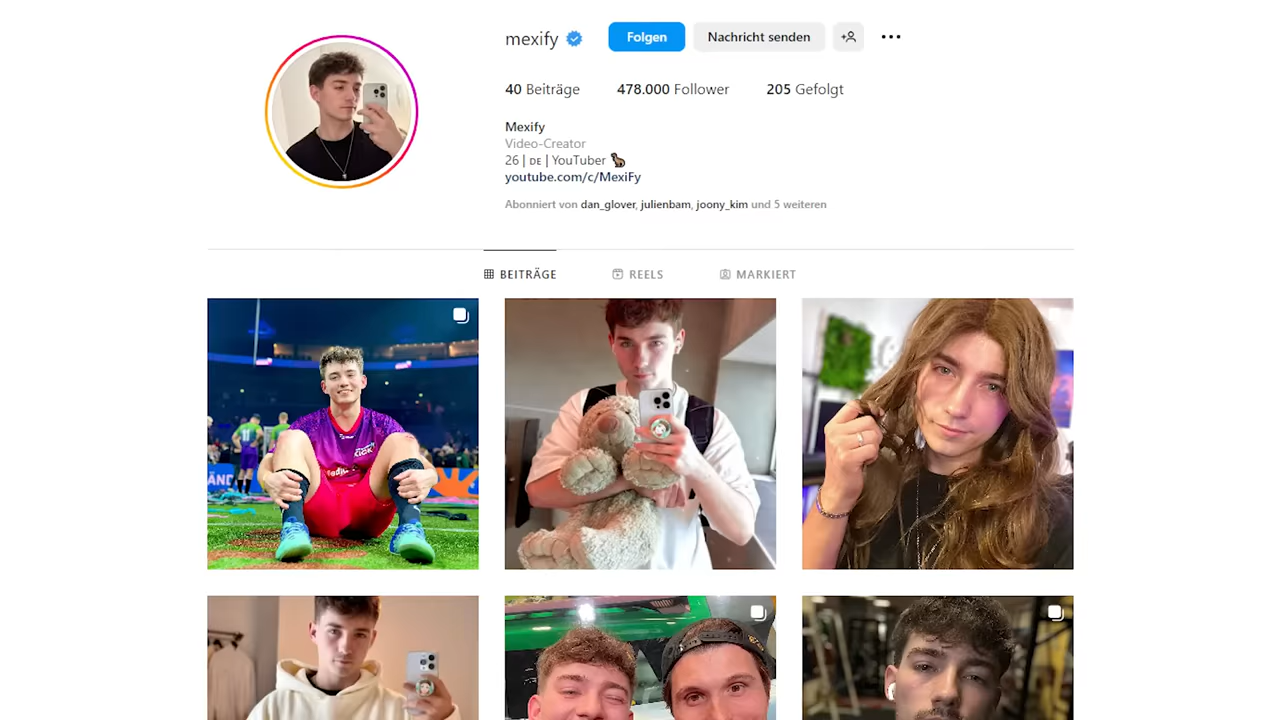 mexify
Folgen
Nachricht senden
40 Beiträge
478.000 Follower
205 Gefolgt
Mexify
Video-Creator
26 | DE | YouTuber
youtube.com/c/MexiFy
Abonniert von dan_glover, julienbam, joony_kim und 5 weiteren
BEITRÄGE
REELS
MARKIERT
KICK